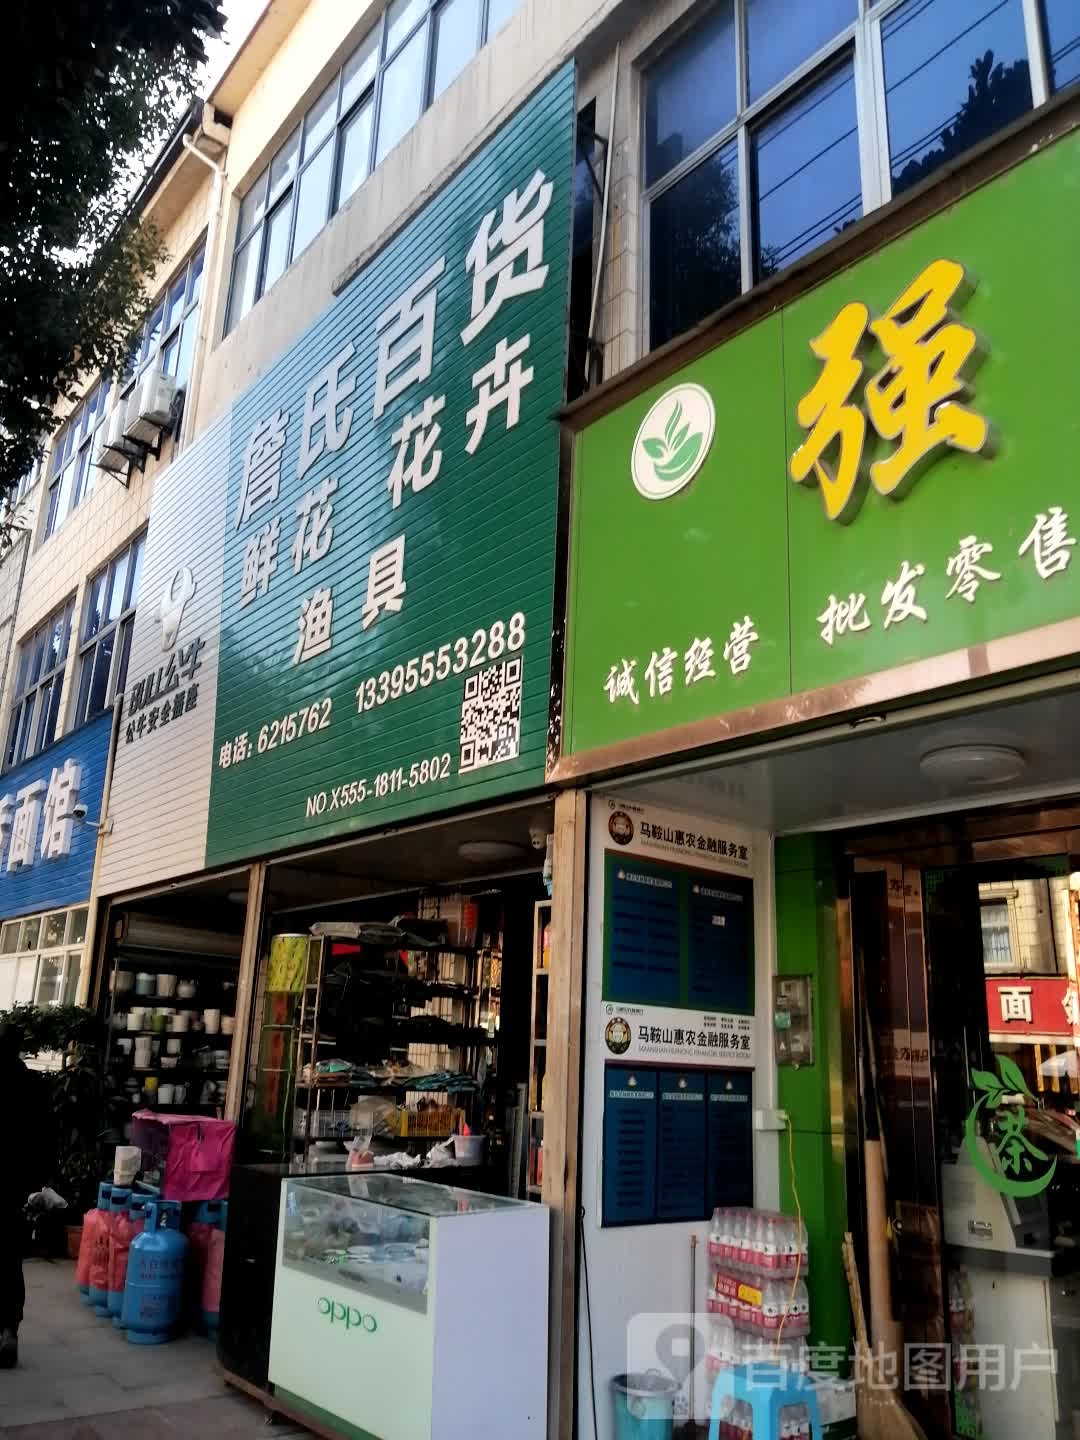 詹氏百货
鲜花 花卉
渔具
BULL公牛
公牛安全插座
电话：6215762 13395553288
NO.X555-1811-5802
强
诚信经营 批发零售
面馆
马鞍山惠农金融服务室
马鞍山惠农金融服务室
oppo
茶
面
百度地图用户